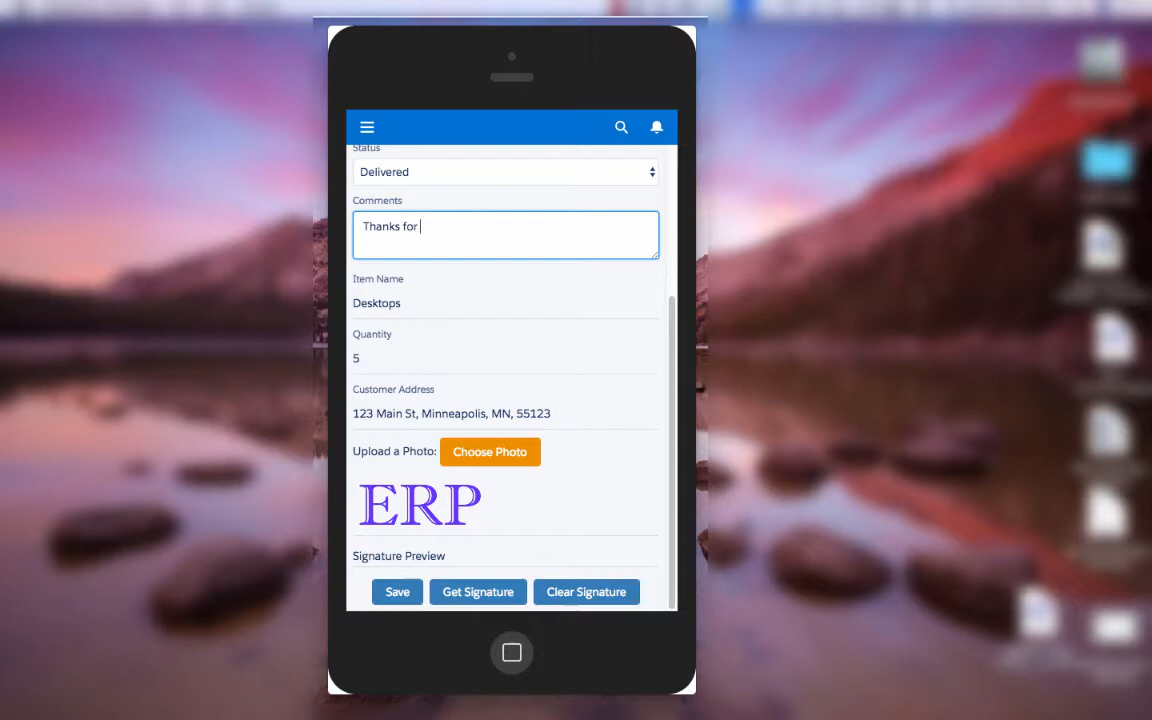 Status
Delivered
Comments
Thanks for
Item Name
Desktops
Quantity
5
Customer Address
123 Main St, Minneapolis, MN, 55123
Upload a Photo: Choose Photo
ERP
Signature Preview
Save Get Signature Clear Signature